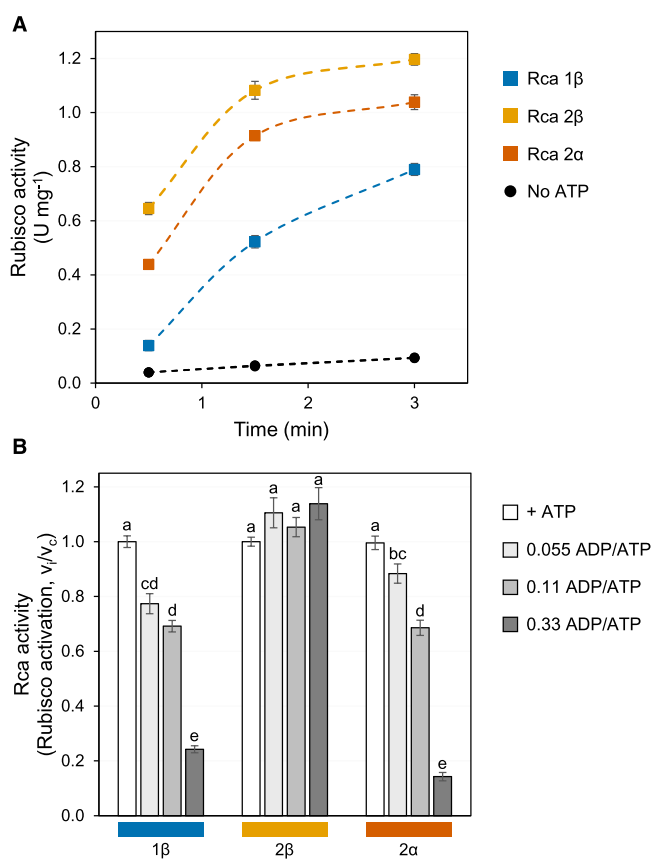 A
1.2
1.0
0.8
0.6
0.4
0.2
0.0
0 1 2 3
Rubisco activity
(U mg⁻¹)
Time (min)
Rca 1β
Rca 2β
Rca 2α
No ATP
B
1.2
1.0
0.8
0.6
0.4
0.2
0.0
Rca activity
(Rubisco activation, vᵢ/v꜀)
a cd d e
a a a a
a bc d e
1β 2β 2α
+ ATP
0.055 ADP/ATP
0.11 ADP/ATP
0.33 ADP/ATP